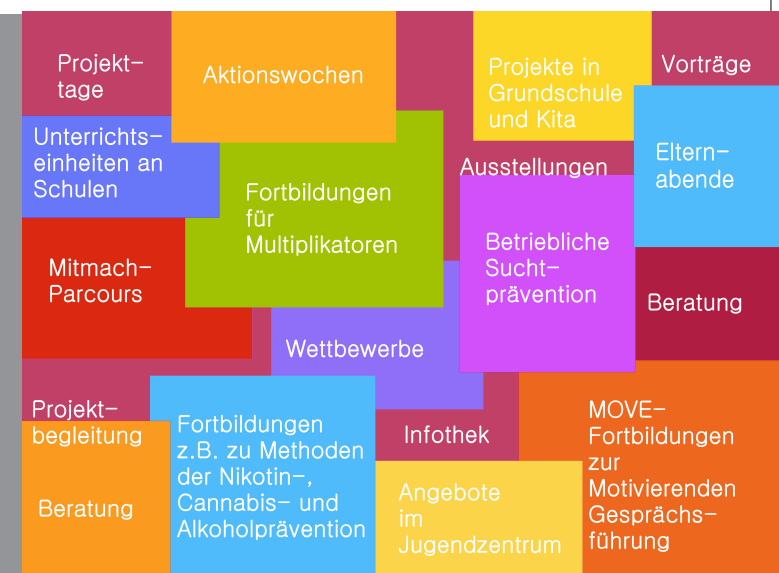 Projekt-
tage
Aktionswochen
Projekte in
Grundschule
und Kita
Vorträge
Unterrichts-
einheiten an
Schulen
Fortbildungen
für
Multiplikatoren
Ausstellungen
Eltern-
abende
Mitmach-
Parcours
Betriebliche
Sucht-
prävention
Beratung
Wettbewerbe
Projekt-
begleitung
Fortbildungen
z.B. zu Methoden
der Nikotin-,
Cannabis- und
Alkoholprävention
Infothek
MOVE-
Fortbildungen
zur
Motivierenden
Gesprächs-
führung
Beratung
Angebote
im
Jugendzentrum